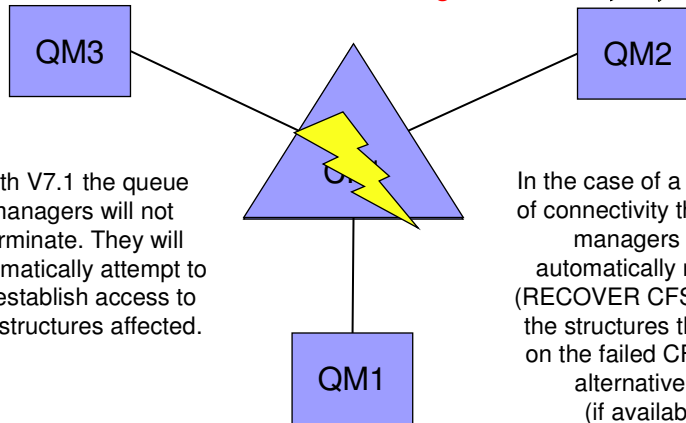 QM3
QM2
th V7.1 the queue
managers will not
rminate. They will
matically attempt to
establish access to
structures affected.
In the case of a
of connectivity th
managers
automatically r
(RECOVER CFS
the structures th
on the failed CF
alternative
(if availab
QM1